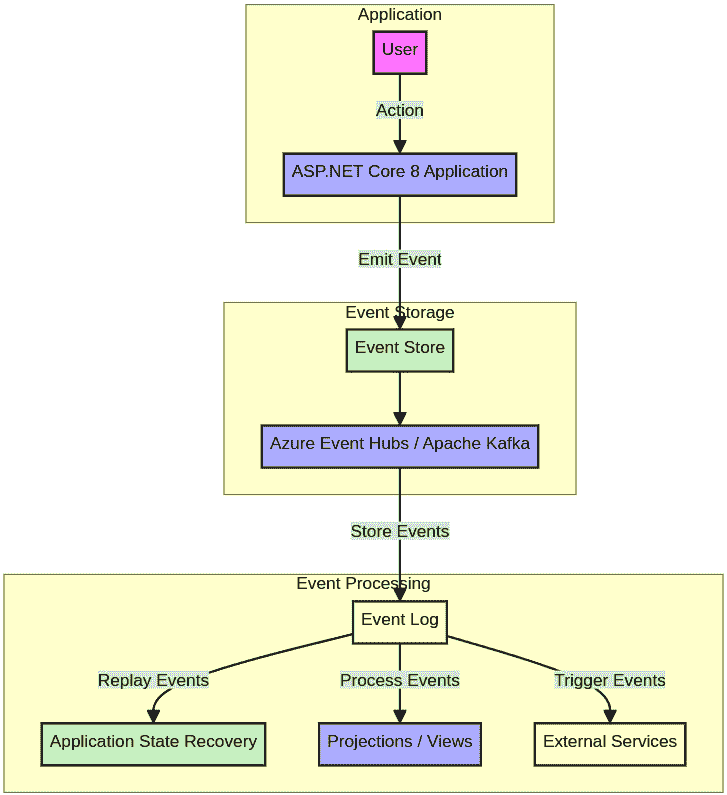 Application
User
Action
ASP.NET Core 8 Application
Emit Event
Event Storage
Event Store
Azure Event Hubs / Apache Kafka
Store Events
Event Processing
Event Log
Replay Events
Process Events
Trigger Events
Application State Recovery
Projections / Views
External Services